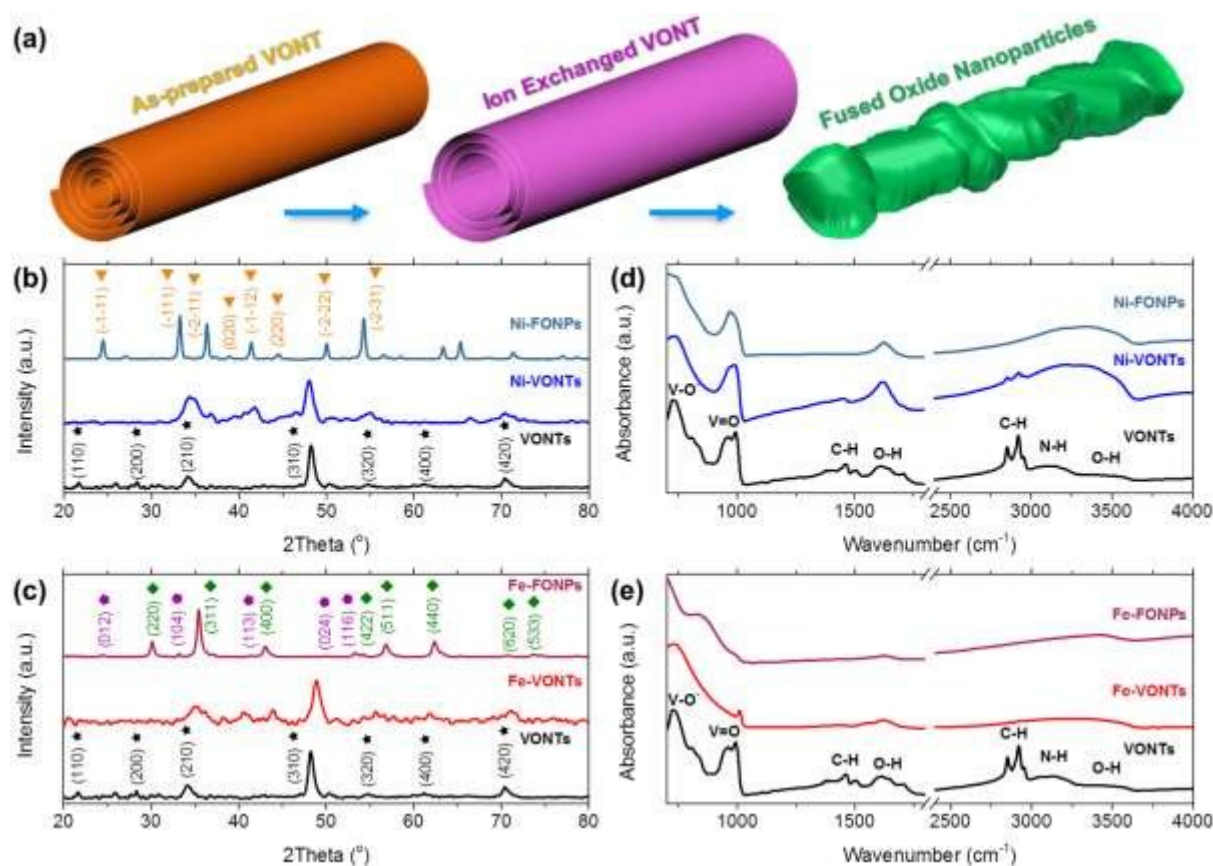 (a)
As-prepared VONT
Ion Exchanged VONT
Fused Oxide Nanoparticles
(b)
Intensity (a.u.)
(-1-11)
(-111)
(-2-11)
(020)
(-1-12)
(220)
(-2-22)
(-2-31)
Ni-FONPs
Ni-VONTs
VONTs
(110)
(200)
(210)
(310)
(320)
(400)
(420)
20 30 40 50 60 70 80
2Theta (°)
(d)
Absorbance (a.u.)
Ni-FONPs
Ni-VONTs
VONTs
V-O
V=O
C-H
O-H
C-H
N-H
O-H
1000 1500 2500 3000 3500 4000
Wavenumber (cm⁻¹)
(c)
Intensity (a.u.)
(012)
(220)
(104)
(311)
(113)
(400)
(024)
(116)
(422)
(511)
(440)
(620)
(533)
Fe-FONPs
Fe-VONTs
VONTs
(110)
(200)
(210)
(310)
(320)
(400)
(420)
20 30 40 50 60 70 80
2Theta (°)
(e)
Absorbance (a.u.)
Fe-FONPs
Fe-VONTs
VONTs
V-O
V=O
C-H
O-H
C-H
N-H
O-H
1000 1500 2500 3000 3500 4000
Wavenumber (cm⁻¹)